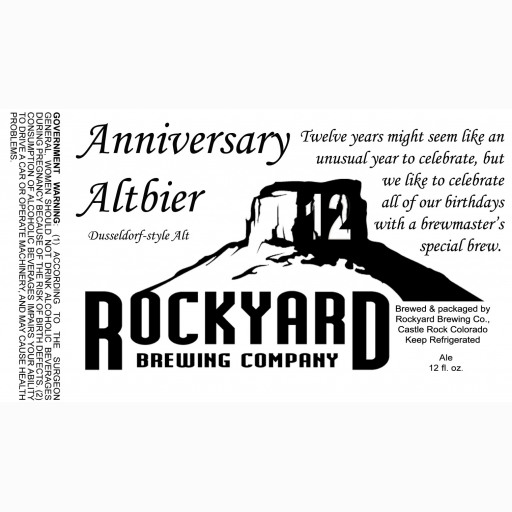 GOVERNMENT WARNING: (1) ACCORDING TO THE SURGEON
GENERAL, WOMEN SHOULD NOT DRINK ALCOHOLIC BEVERAGES
DURING PREGNANCY BECAUSE OF THE RISK OF BIRTH DEFECTS. (2)
CONSUMPTION OF ALCOHOLIC BEVERAGES IMPAIRS YOUR ABILITY
TO DRIVE A CAR OR OPERATE MACHINERY, AND MAY CAUSE HEALTH
PROBLEMS.
Anniversary
Altbier
Dusseldorf-style Alt
Twelve years might seem like an
unusual year to celebrate, but
we like to celebrate
all of our birthdays
with a brewmaster's
special brew.
12
ROCKYARD
BREWING COMPANY
Brewed & packaged by
Rockyard Brewing Co.,
Castle Rock Colorado
Keep Refrigerated
Ale
12 fl. oz.